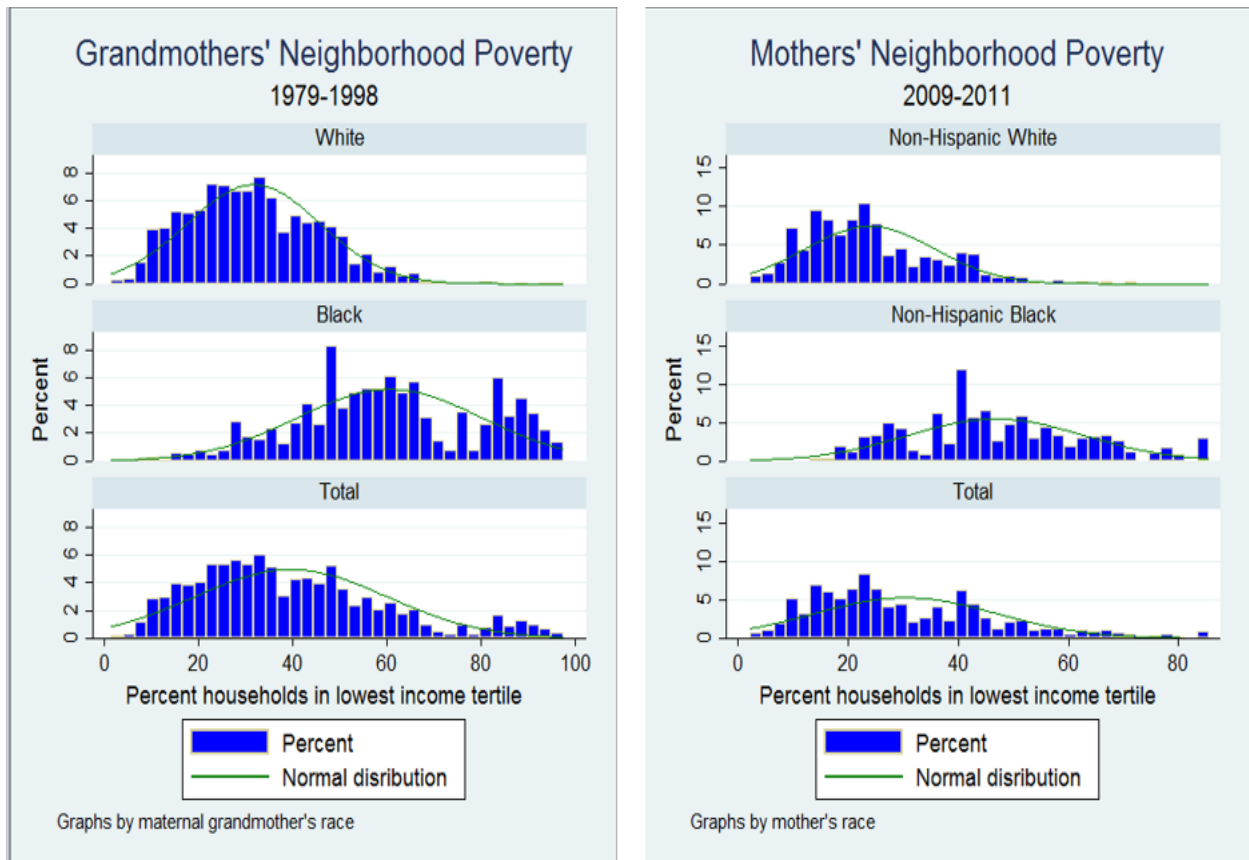 Grandmothers' Neighborhood Poverty
1979-1998
White
8
6
4
2
0
Black
8
6
4
2
0
Total
8
6
4
2
0
Percent
0 20 40 60 80 100
Percent households in lowest income tertile
Percent
Normal disribution
Graphs by maternal grandmother's race
Mothers' Neighborhood Poverty
2009-2011
Non-Hispanic White
15
10
5
0
Non-Hispanic Black
15
10
5
0
Total
15
10
5
0
Percent
0 20 40 60 80
Percent households in lowest income tertile
Percent
Normal disribution
Graphs by mother's race